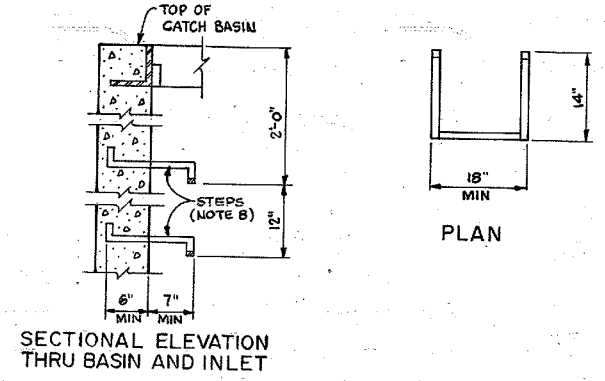 TOP OF
CATCH BASIN
2'-0"
14"
18"
MIN
STEPS
(NOTE 8)
12"
PLAN
6" 7"
MIN MIN
SECTIONAL ELEVATION
THRU BASIN AND INLET